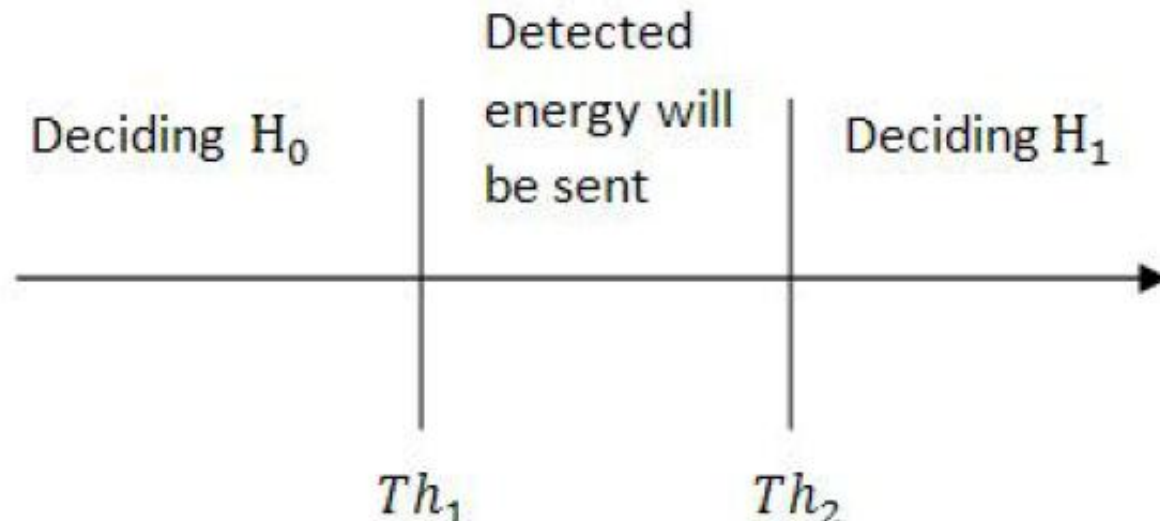 Detected
energy will
be sent
Deciding H₀
Deciding H₁
Th₁
Th₂